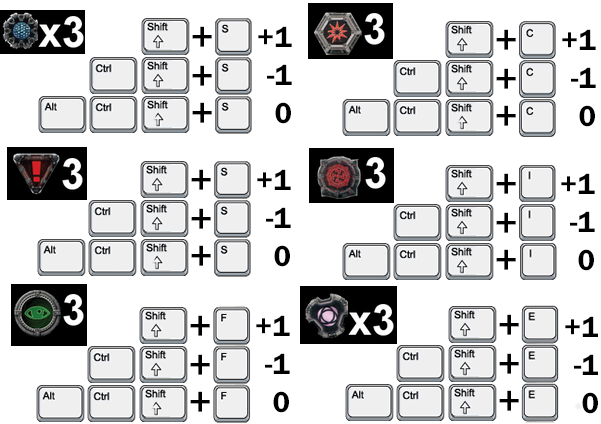 x3
Shift + S +1
Ctrl Shift + S -1
Alt Ctrl Shift + S 0
3
Shift + C +1
Ctrl Shift + C -1
Alt Ctrl Shift + C 0
! 3
Shift + S +1
Ctrl Shift + S -1
Alt Ctrl Shift + S 0
3
Shift + I +1
Ctrl Shift + I -1
Alt Ctrl Shift + I 0
3
Shift + F +1
Ctrl Shift + F -1
Alt Ctrl Shift + F 0
x3
Shift + E +1
Ctrl Shift + E -1
Alt Ctrl Shift + E 0